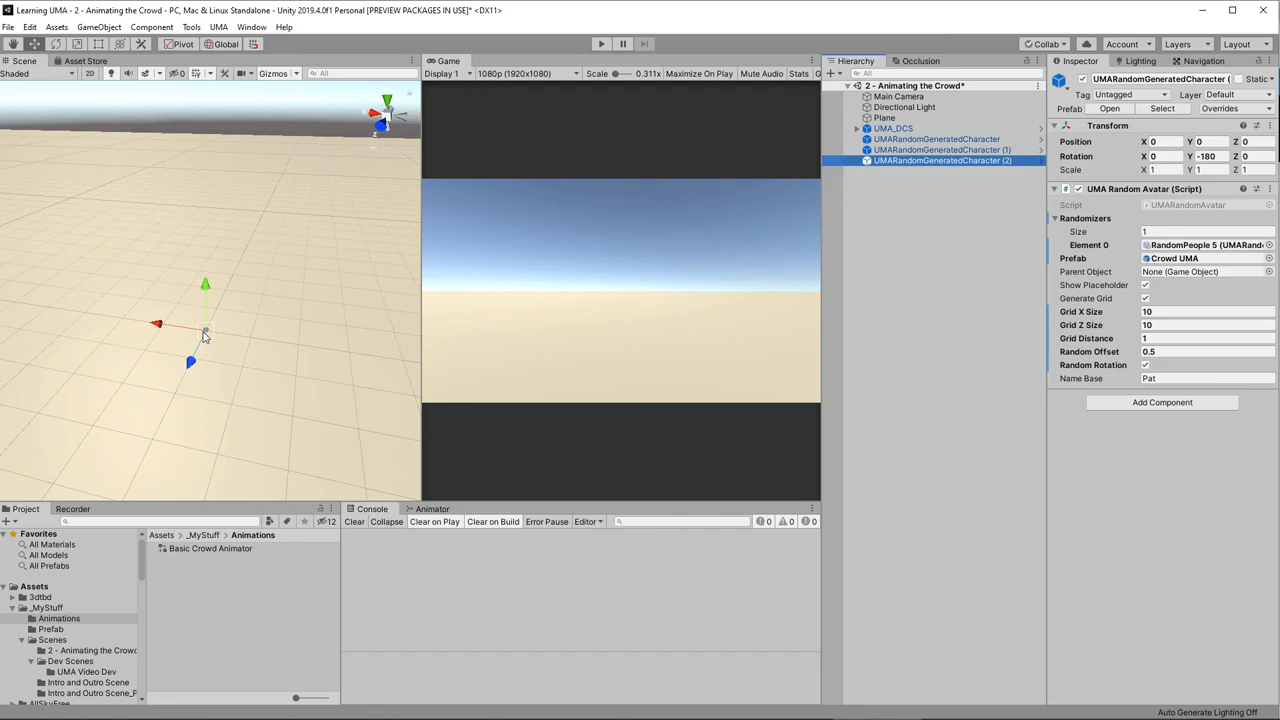 Learning UMA - 2 - Animating the Crowd - PC, Mac & Linux Standalone - Unity 2019.4.0f1 Personal [PREVIEW PACKAGES IN USE]* <DX11>
File Edit Assets GameObject Component Tools UMA Window Help
Pivot Global Collab Account Layers Layout
Scene Asset Store
Shaded 2D 0 Gizmos All
Game
Display 1 1080p (1920x1080) Scale 0.311x Maximize On Play Mute Audio Stats G
Hierarchy Occlusion
All
2 - Animating the Crowd*
Main Camera
Directional Light
Plane
UMA_DCS
UMARandomGeneratedCharacter
UMARandomGeneratedCharacter (1)
UMARandomGeneratedCharacter (2)
Inspector Lighting Navigation
UMARandomGeneratedCharacter ( Static
Tag Untagged Layer Default
Prefab Open Select Overrides
Transform
Position X 0 Y 0 Z 0
Rotation X 0 Y -180 Z 0
Scale X 1 Y 1 Z 1
UMA Random Avatar (Script)
Script UMARandomAvatar
Randomizers
Size 1
Element 0 RandomPeople 5 (UMARand
Prefab Crowd UMA
Parent Object None (Game Object)
Show Placeholder
Generate Grid
Grid X Size 10
Grid Z Size 10
Grid Distance 1
Random Offset 0.5
Random Rotation
Name Base Pat
Add Component
Project Recorder
12
Favorites
All Materials
All Models
All Prefabs
Assets
3dtbd
_MyStuff
Animations
Prefab
Scenes
2 - Animating the Crowd
Dev Scenes
UMA Video Dev
Intro and Outro Scene
Intro and Outro Scene_P
AllSkyFree
Assets > _MyStuff > Animations
Basic Crowd Animator
Console Animator
Clear Collapse Clear on Play Clear on Build Error Pause Editor 0 0 0
Auto Generate Lighting Off